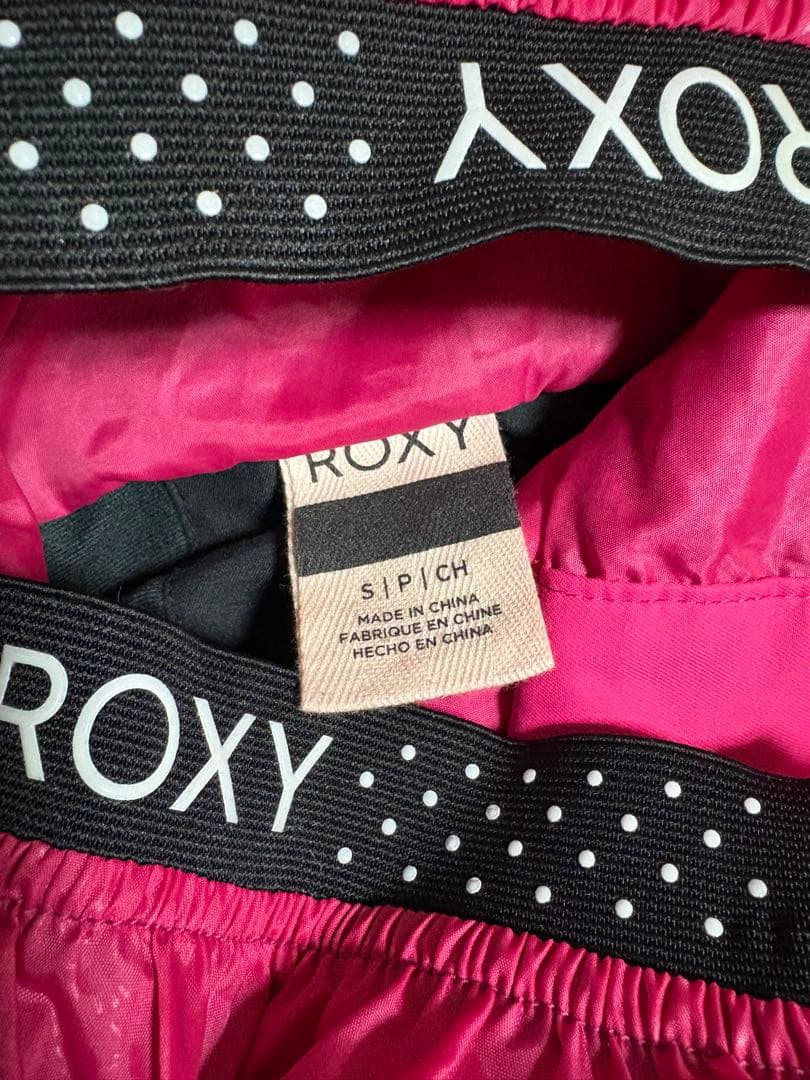 ROXY
ROXY
S|P|CH
MADE IN CHINA
FABRIQUE EN CHINE
HECHO EN CHINA
ROXY